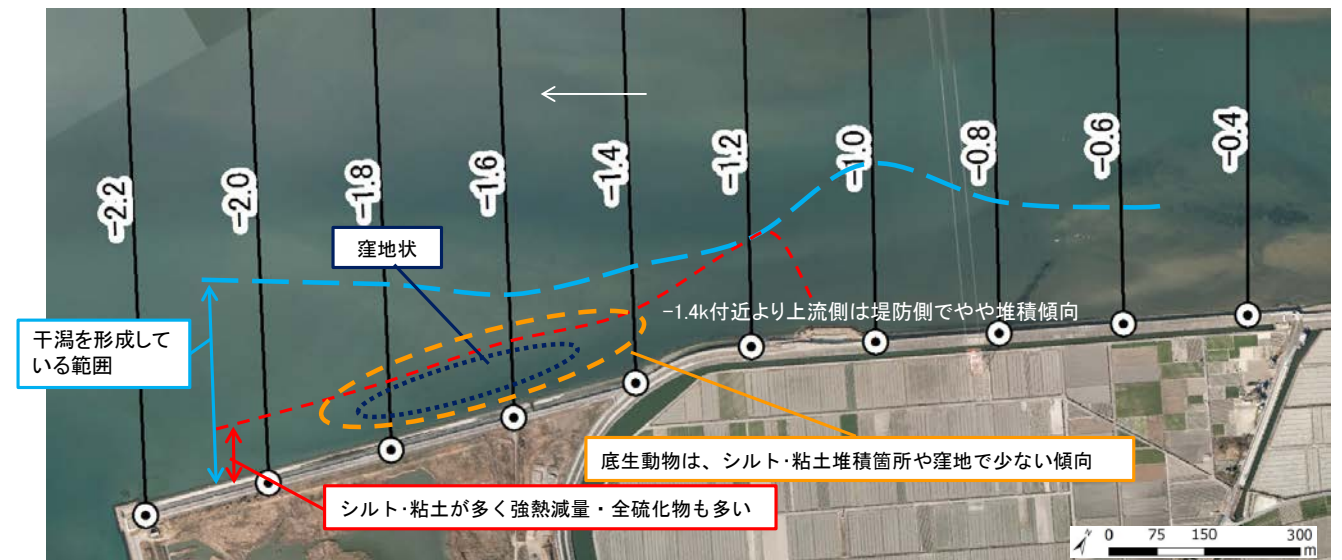 -2.2
-2.0
-1.8
-1.6
-1.4
-1.2
-1.0
-0.8
-0.6
-0.4
窪地状
-1.4k付近より上流側は堤防側でやや堆積傾向
干潟を形成して
いる範囲
底生動物は、シルト・粘土堆積箇所や窪地で少ない傾向
シルト・粘土が多く強熱減量・全硫化物も多い
0 75 150 300
m